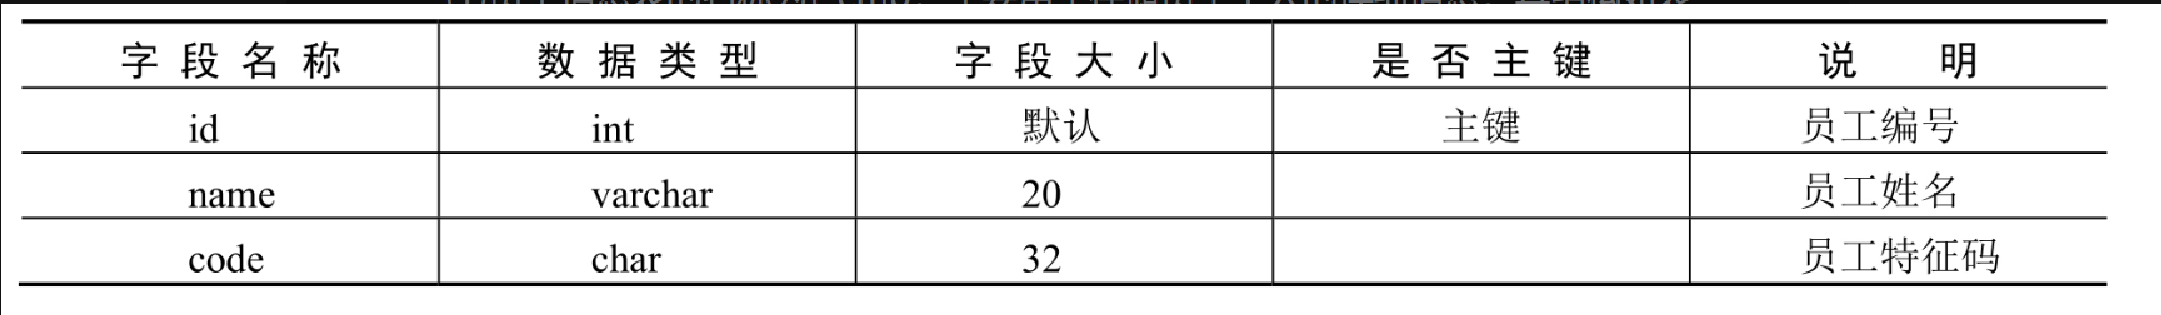 字段名称 数据类型 字段大小 是否主键 说 明
id int 默认 主键 员工编号
name varchar 20 员工姓名
code char 32 员工特征码